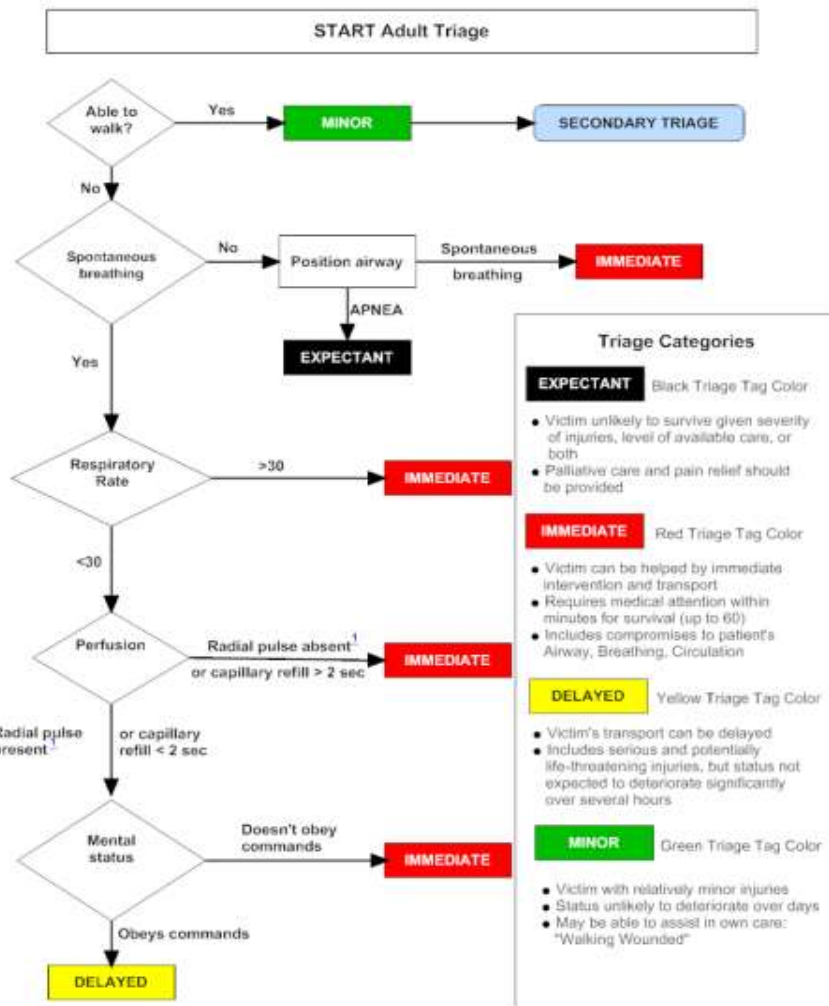 START Adult Triage
Able to
walk?
Yes
MINOR
SECONDARY TRIAGE
No
Spontaneous
breathing
No
Position airway
Spontaneous
breathing
IMMEDIATE
APNEA
EXPECTANT
Yes
Respiratory
Rate
>30
IMMEDIATE
<30
Perfusion
Radial pulse absent1
or capillary refill > 2 sec
IMMEDIATE
Radial pulse
present1
or capillary
refill < 2 sec
Mental
status
Doesn't obey
commands
IMMEDIATE
Obeys commands
DELAYED
Triage Categories
EXPECTANT Black Triage Tag Color
• Victim unlikely to survive given severity
of injuries, level of available care, or
both
• Palliative care and pain relief should
be provided
IMMEDIATE Red Triage Tag Color
• Victim can be helped by immediate
intervention and transport
• Requires medical attention within
minutes for survival (up to 60)
• Includes compromises to patient's
Airway, Breathing, Circulation
DELAYED Yellow Triage Tag Color
• Victim's transport can be delayed
• Includes serious and potentially
life-threatening injuries, but status not
expected to deteriorate significantly
over several hours
MINOR Green Triage Tag Color
• Victim with relatively minor injuries
• Status unlikely to deteriorate over days
• May be able to assist in own care:
"Walking Wounded"